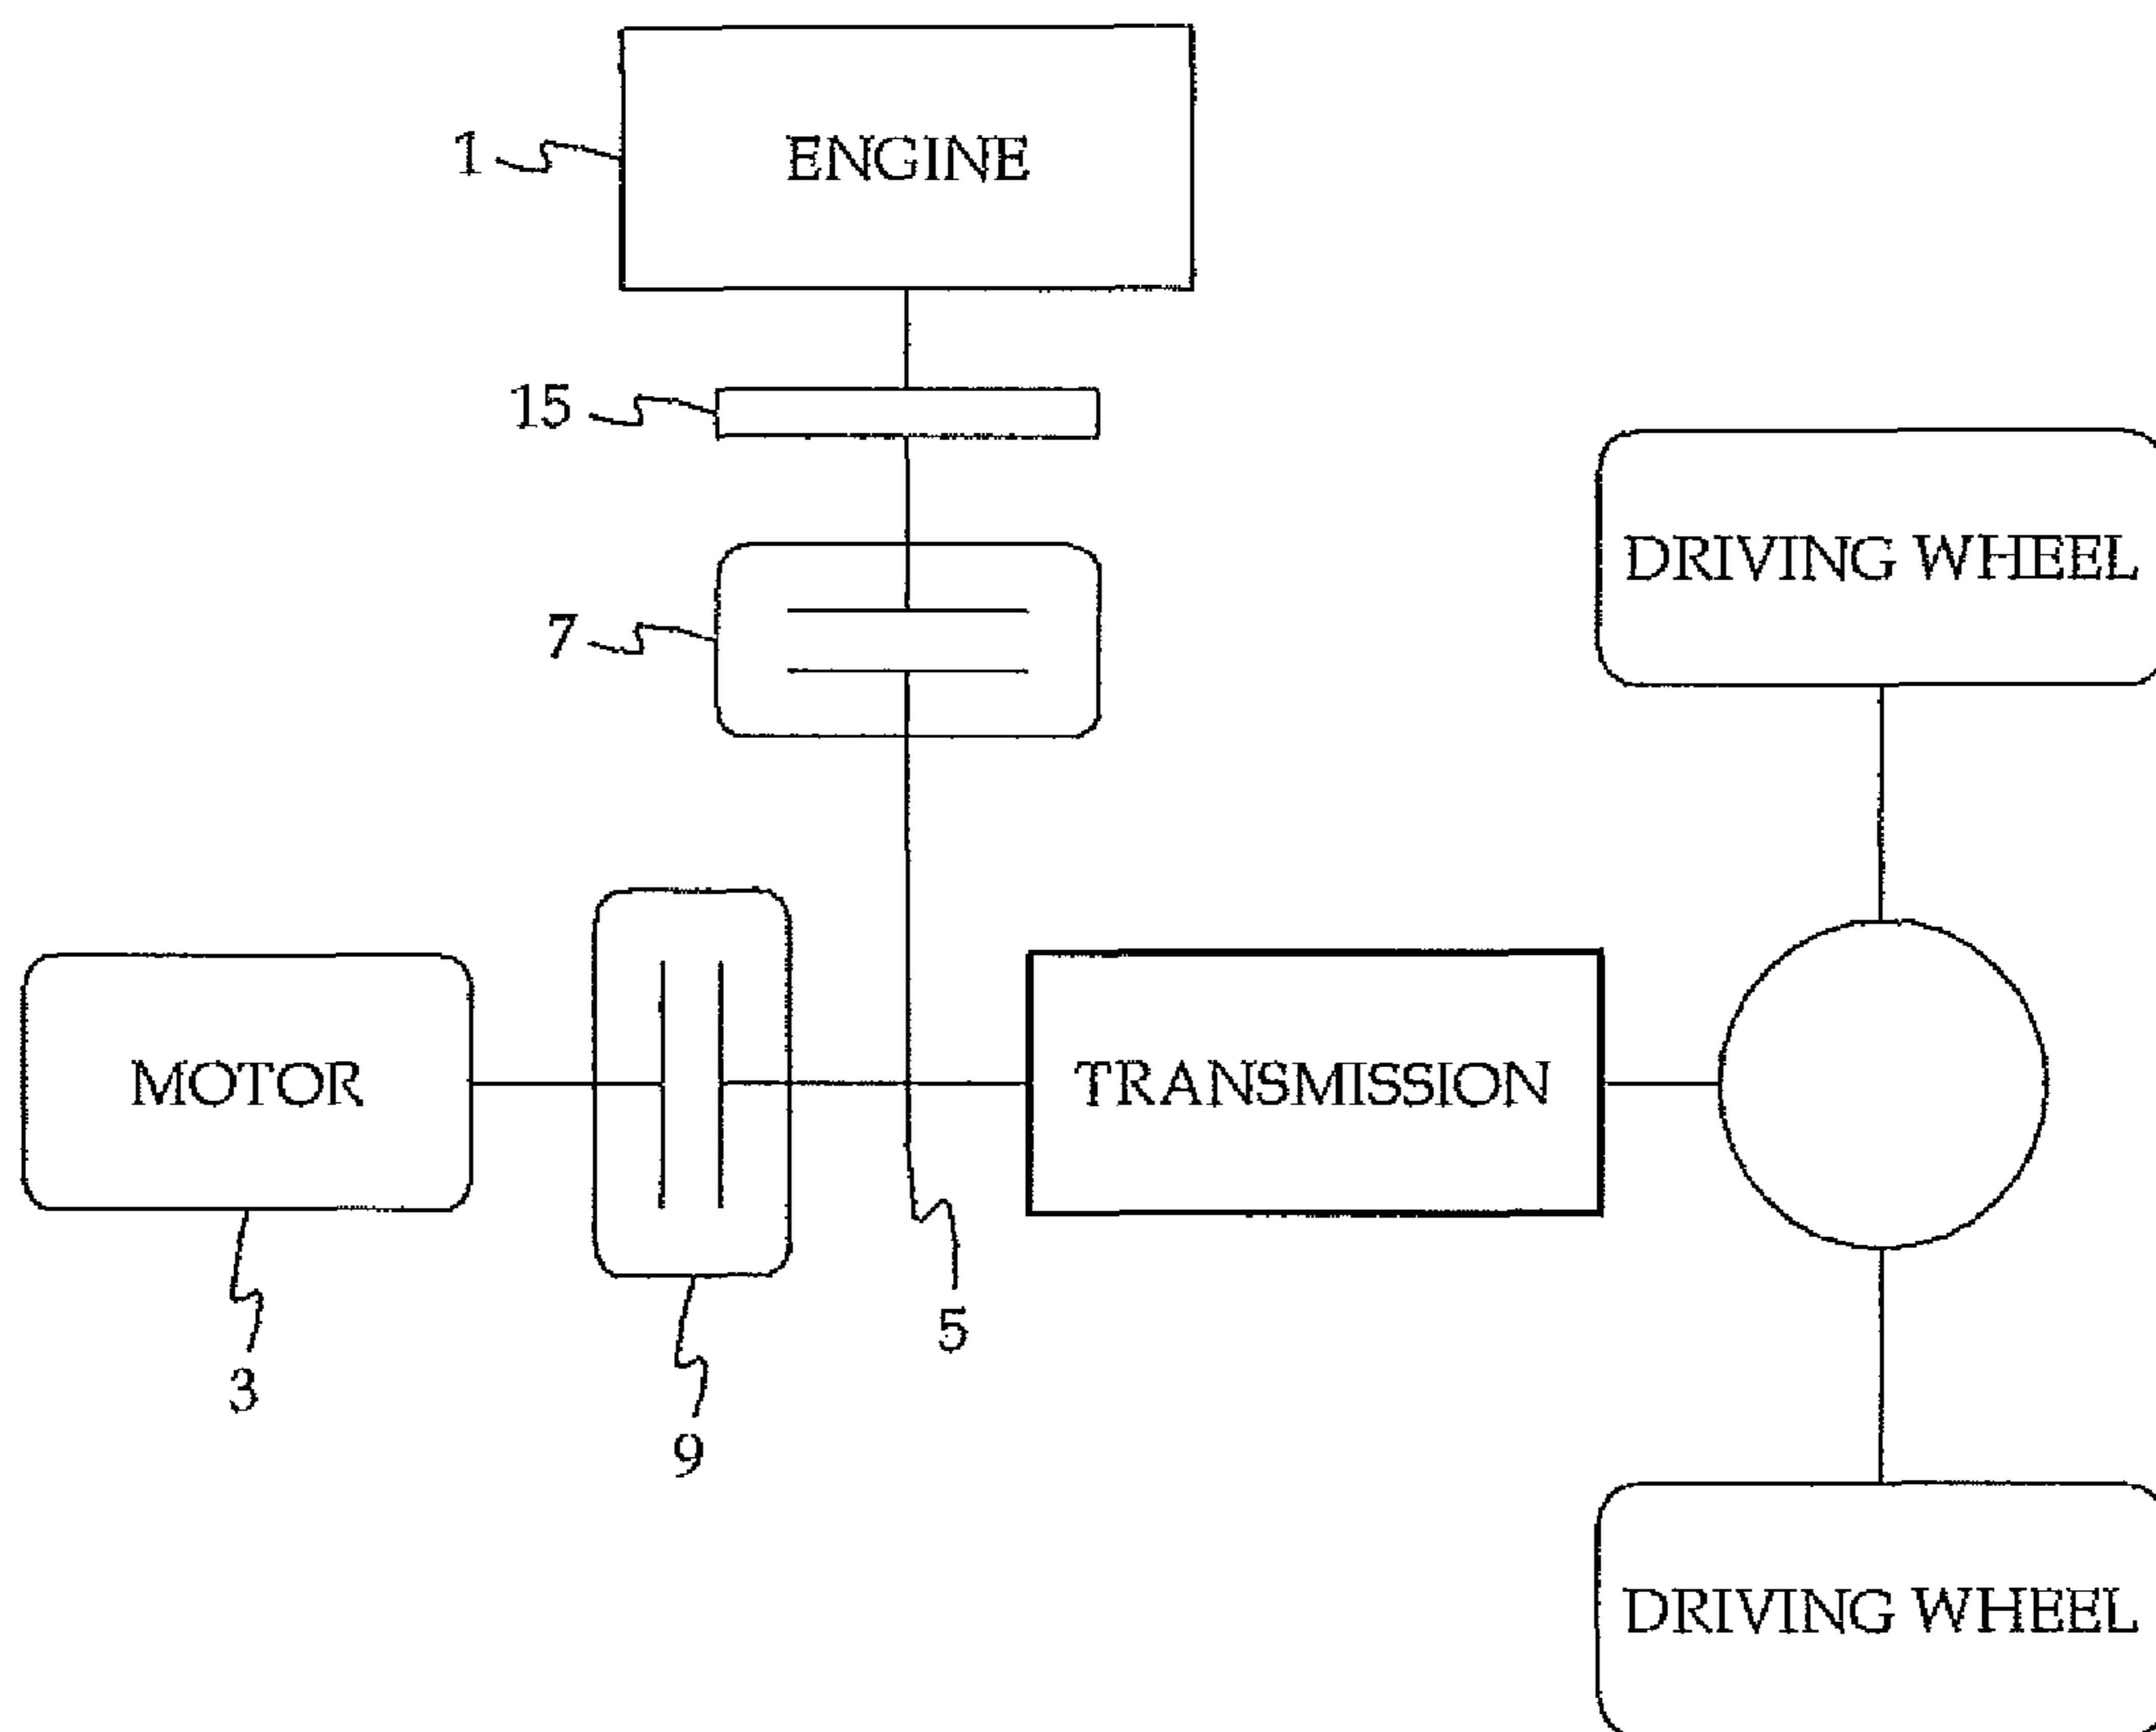 1
ENGINE
15
DRIVING WHEEL
7
MOTOR
TRANSMISSION
5
3
9
DRIVING WHEEL